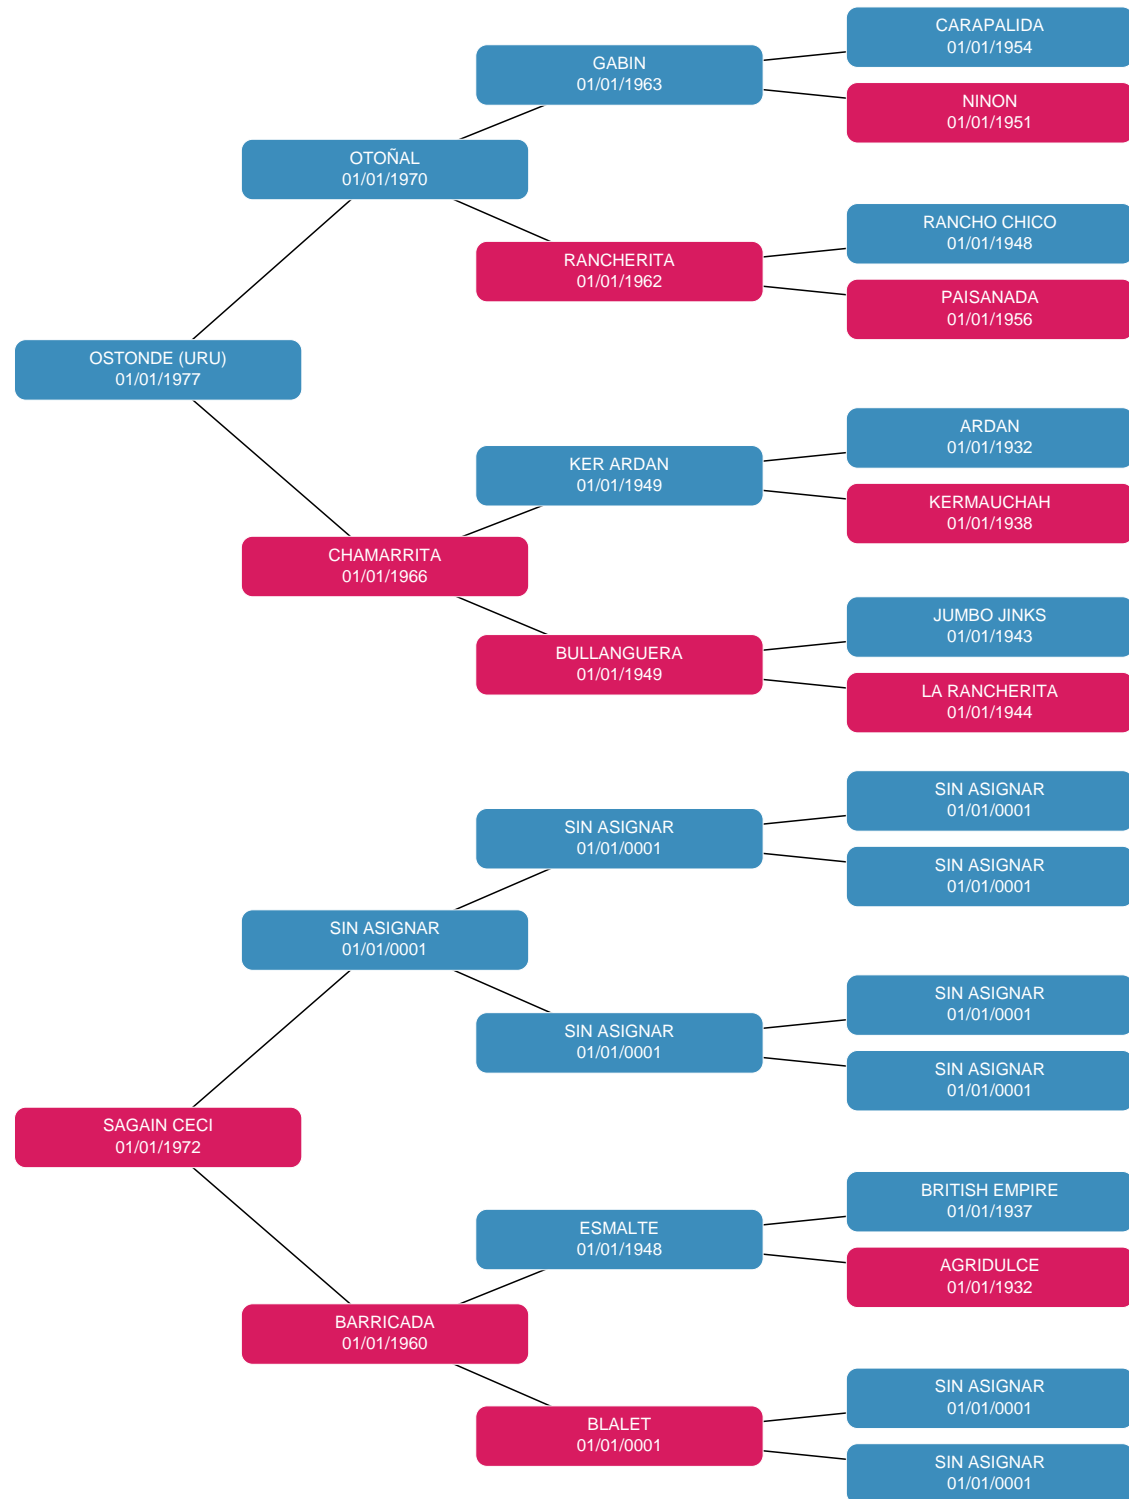 CARAPALIDA
01/01/1954
GABIN
01/01/1963
NINON
01/01/1951
OTOÑAL
01/01/1970
RANCHO CHICO
01/01/1948
RANCHERITA
01/01/1962
PAISANADA
01/01/1956
OSTONDE (URU)
01/01/1977
ARDAN
01/01/1932
KER ARDAN
01/01/1949
KERMAUCHAH
01/01/1938
CHAMARRITA
01/01/1966
JUMBO JINKS
01/01/1943
BULLANGUERA
01/01/1949
LA RANCHERITA
01/01/1944
SIN ASIGNAR
01/01/0001
SIN ASIGNAR
01/01/0001
SIN ASIGNAR
01/01/0001
SIN ASIGNAR
01/01/0001
SIN ASIGNAR
01/01/0001
SIN ASIGNAR
01/01/0001
SIN ASIGNAR
01/01/0001
SAGAIN CECI
01/01/1972
BRITISH EMPIRE
01/01/1937
ESMALTE
01/01/1948
AGRIDULCE
01/01/1932
BARRICADA
01/01/1960
SIN ASIGNAR
01/01/0001
BLALET
01/01/0001
SIN ASIGNAR
01/01/0001